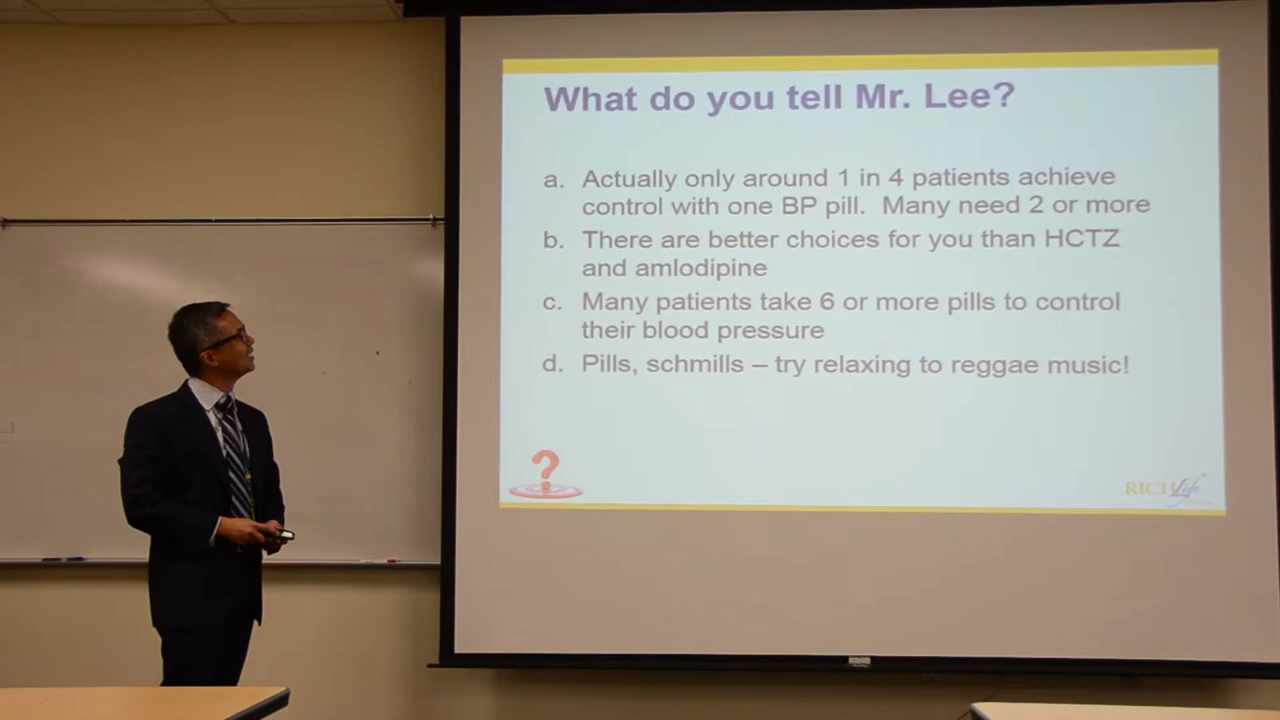 What do you tell Mr. Lee?
a. Actually only around 1 in 4 patients achieve
control with one BP pill. Many need 2 or more
b. There are better choices for you than HCTZ
and amlodipine
c. Many patients take 6 or more pills to control
their blood pressure
d. Pills, schmills – try relaxing to reggae music!
?
RICH Life